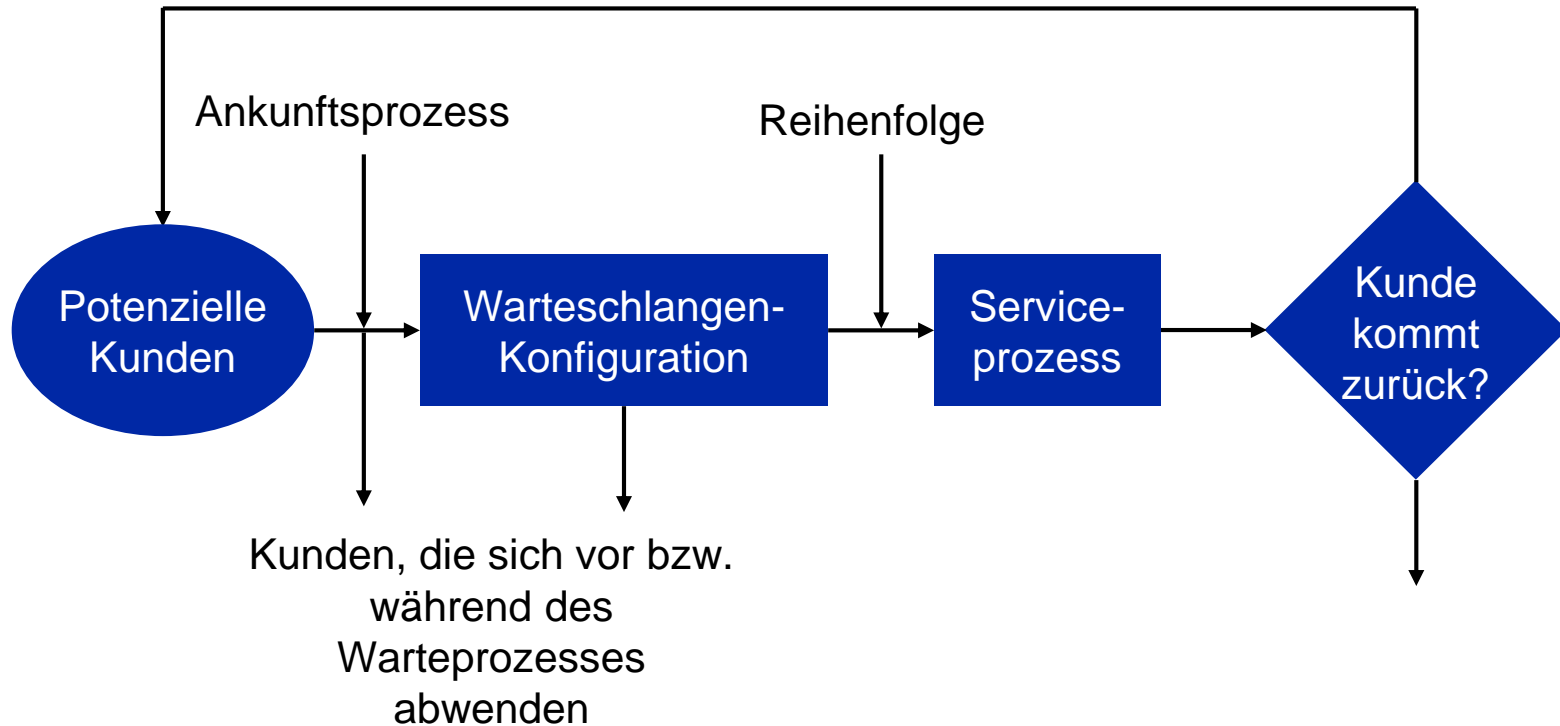 Ankunftsprozess
Reihenfolge
Potenzielle
Kunden
Warteschlangen-
Konfiguration
Service-
prozess
Kunde
kommt
zurück?
Kunden, die sich vor bzw.
während des
Warteprozesses
abwenden